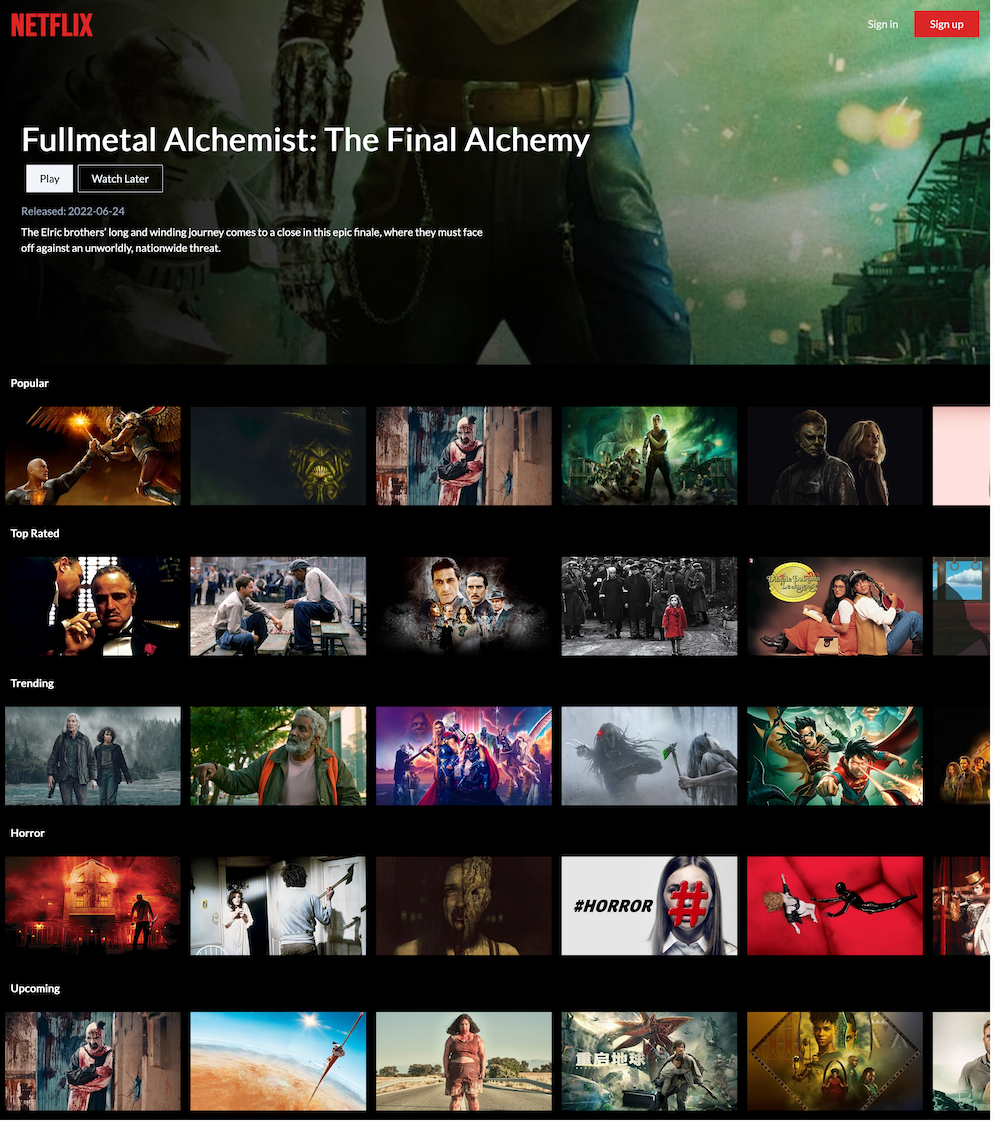 NETFLIX
Sign in
Sign up
Fullmetal Alchemist: The Final Alchemy
Play
Watch Later
Released: 2022-06-24
The Elric brothers' long and winding journey comes to a close in this epic finale, where they must face
off against an unworldly, nationwide threat.
Popular
Top Rated
Trending
Horror
#HORROR
#
Upcoming
重启地球